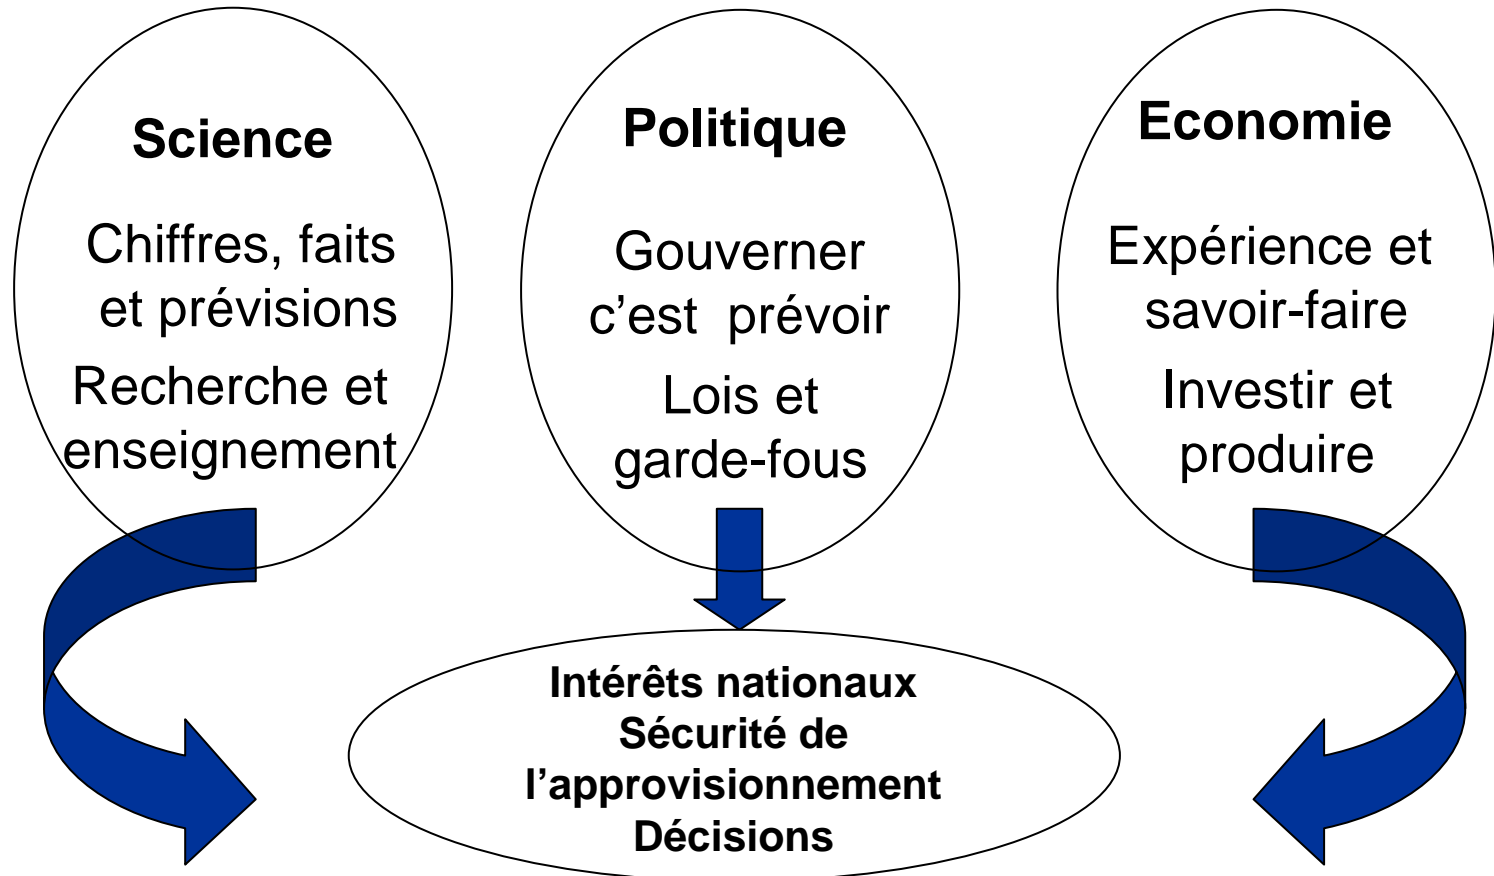 Science
Chiffres, faits
et prévisions
Recherche et
enseignement
Politique
Gouverner
c’est prévoir
Lois et
garde-fous
Economie
Expérience et
savoir-faire
Investir et
produire
Intérêts nationaux
Sécurité de
l’approvisionnement
Décisions